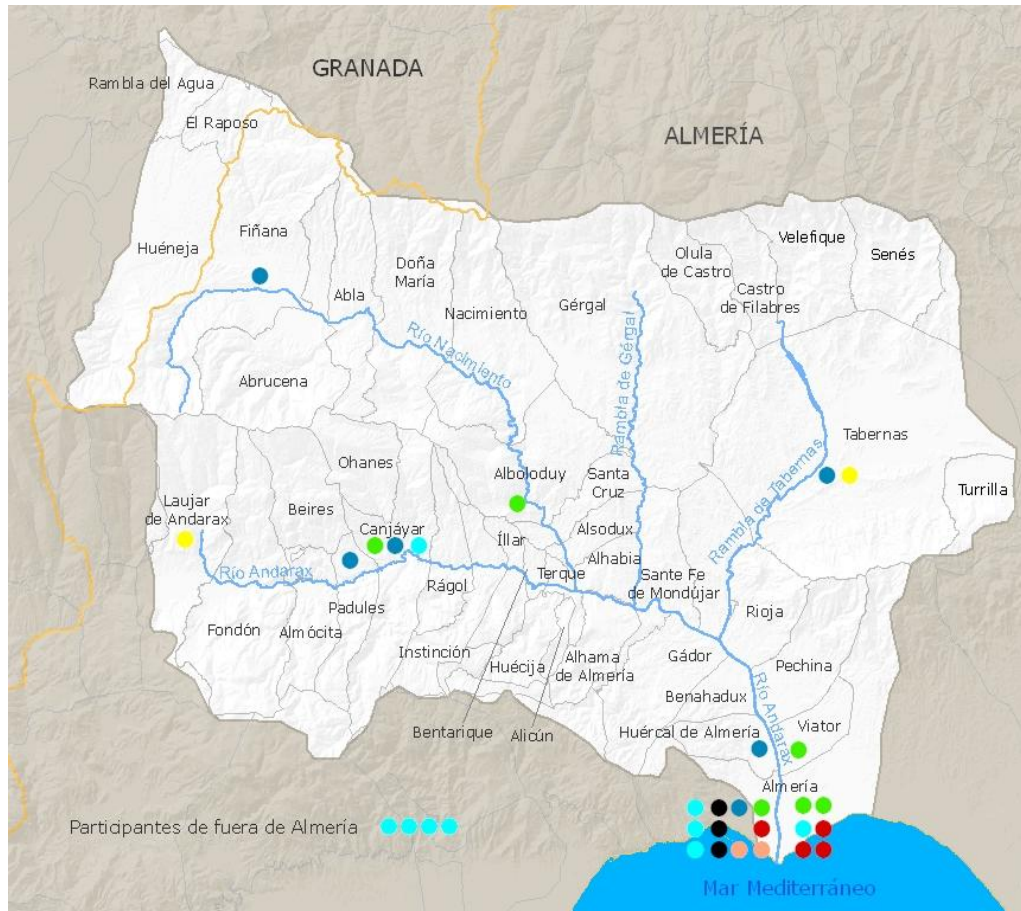 GRANADA
Rambla del Agua
El Raposo
ALMERÍA
Huéneja
Fiñana
Abla
Doña
María
Nacimiento
Gérgal
Olula
de Castro
Velefique
Senés
Castro
de Filabres
Río Nacimiento
Rambla de Gérgal
Abrucena
Rambla de Tabernas
Tabernas
Ohanes
Alboloduy
Santa
Cruz
Turrilla
Laujar
de Andarax
Beires
Canjáyar
Íllar
Alsodux
Alhabia
Río Andarax
Rágol
Terque
Sante Fe
de Mondújar
Padules
Rioja
Fondón
Almócita
Instinción
Huécija
Alhama
de Almería
Gádor
Pechina
Benahadux
Río Andarax
Bentarique
Alicún
Huércal de Almería
Viator
Almería
Participantes de fuera de Almería
Mar Mediterráneo